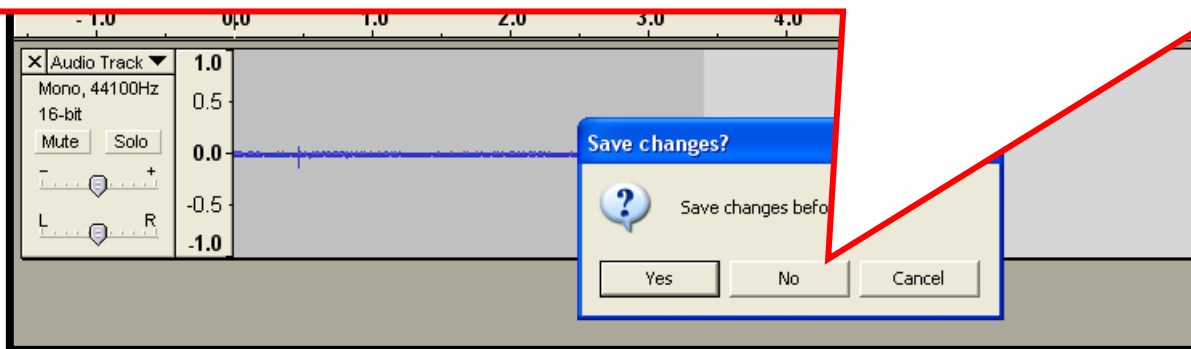 - 1.0 0,0 1.0 2.0 3.0 4.0
X Audio Track
Mono, 44100Hz
16-bit
Mute Solo
- +
L R
1.0
0.5
0.0
-0.5
-1.0
Save changes?
Save changes
Yes No Cancel